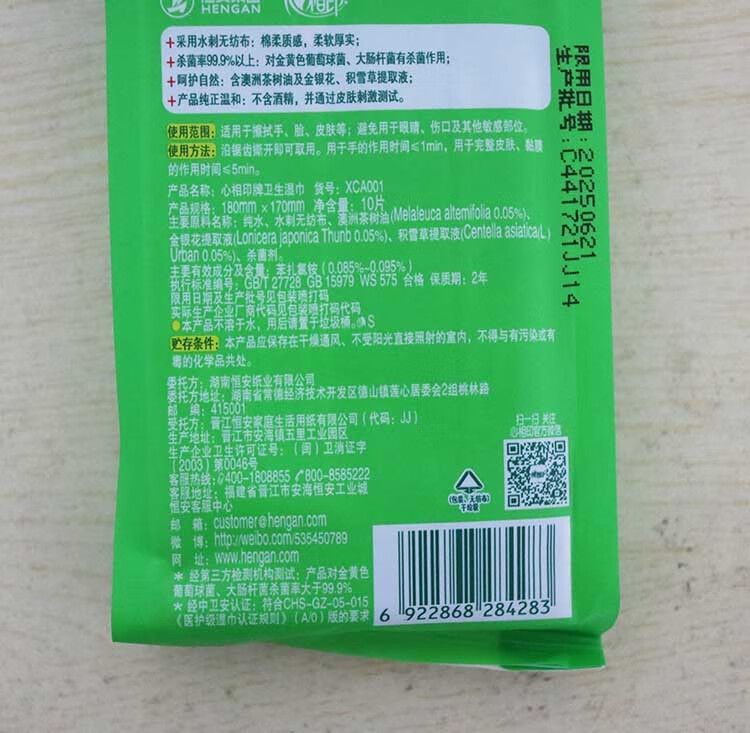 HENGAN
心相印
+采用水刺无纺布：棉柔质感，柔软厚实；
+杀菌率99.9%以上：对金黄色葡萄球菌、大肠杆菌有杀菌作用；
+呵护自然：含澳洲茶树油及金银花、积雪草提取液；
+产品纯正温和：不含酒精，并通过皮肤刺激测试。
使用范围：适用于擦拭手、脸、皮肤等；避免用于眼睛、伤口及其他敏感部位。
使用方法：沿锯齿撕开即可取用。用于手的作用时间≤1min，用于完整皮肤、黏膜
的作用时间≤5min。
产品名称：心相印牌卫生湿巾 货号：XCA001
产品规格：180mm x 170mm 净含量：10片
主要原料名称：纯水、水刺无纺布、澳洲茶树油(Melaleuca alternifolia 0.05%)、
金银花提取液(Lonicera japonica Thunb 0.05%)、积雪草提取液(Centella asiatica(L)
Urban 0.05%)、杀菌剂。
主要有效成分及含量：苯扎氯铵（0.085%~0.095%）
执行标准编号：GB/T 27728 GB 15979 WS 575 合格 保质期：2年
限用日期及生产批号见包装喷打码
实际生产企业厂商代码见包装喷打码代码
本产品不溶于水，用后请置于垃圾桶。S
贮存条件：本产品应保存在干燥通风、不受阳光直接照射的室内，不得与有污染或有
毒的化学品共处。
委托方：湖南恒安纸业有限公司
委托方地址：湖南省常德经济技术开发区德山镇莲心居委会2组桃林路
邮 编：415001
受托方：晋江恒安家庭生活用纸有限公司（代码：JJ）
生产地址：晋江市安海镇五里工业园区
生产企业卫生许可证号：（闽）卫消证字
（2003）第0046号
客服热线：400-1808855 800-8585222
客服地址：福建省晋江市安海恒安工业城
恒安客服中心
邮 箱：customer@hengan.com
微 博：http://weibo.com/535450789
网 址：www.hengan.com
*经第三方检测机构测试：产品对金黄色
葡萄球菌、大肠杆菌杀菌率大于99.9%
*经中卫安认证：符合CHS-GZ-05-015
《医护级湿巾认证规则》（A/0）版的要求
扫一扫 关注
心相印官方微信
(包装、无纺布)
干垃圾
6 922868 284283
限用日期：20250621
生产批号：C441721JJ14